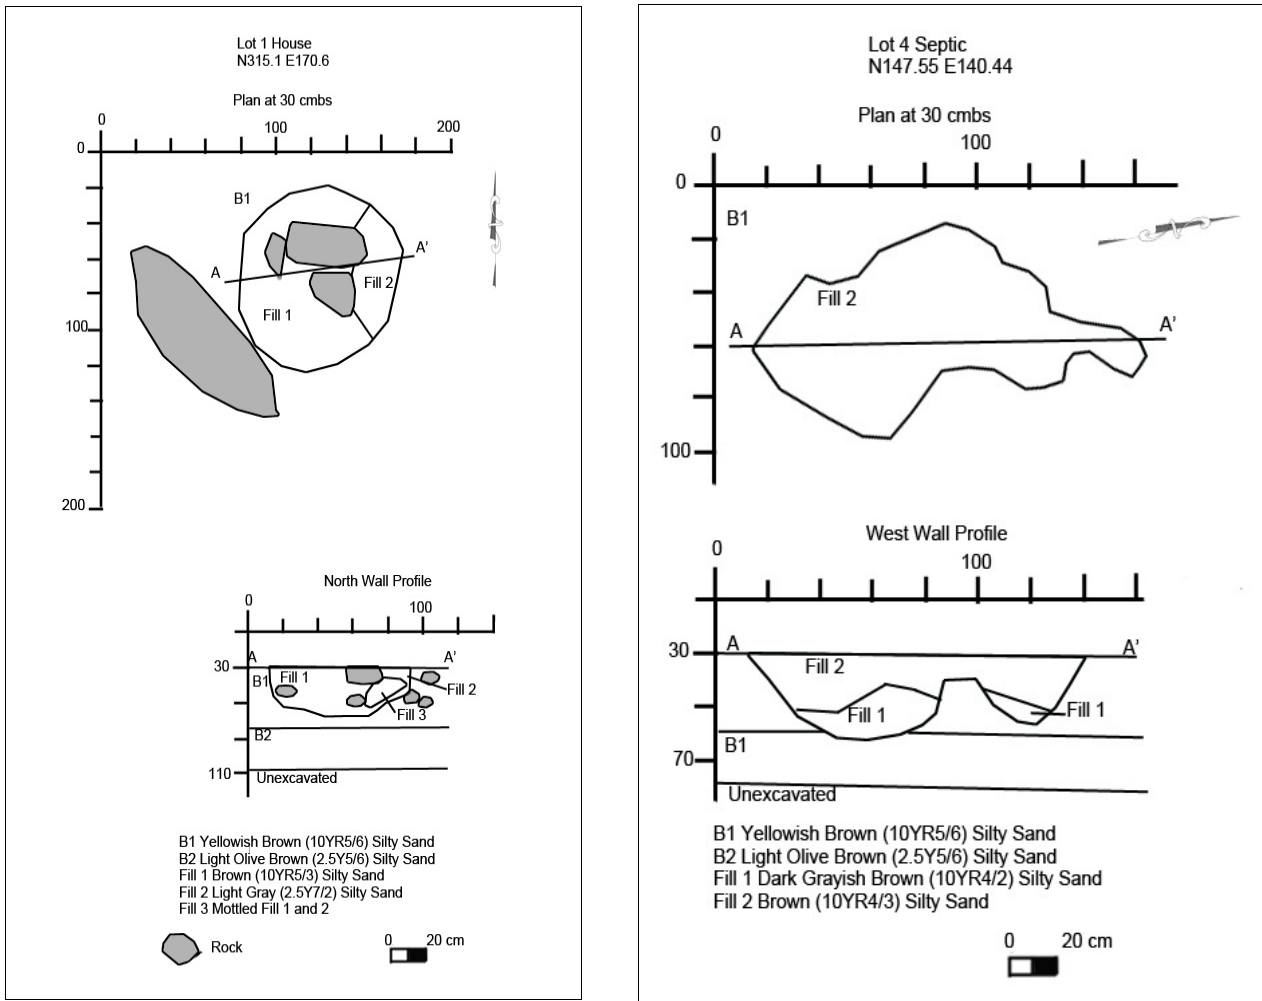 Lot 1 House
N315.1 E170.6
Plan at 30 cmbs
0
100
200
0
B1
A
A'
Fill 2
Fill 1
100
200
North Wall Profile
0
100
A
A'
30
B1
Fill 1
Fill 2
Fill 3
B2
110
Unexcavated
B1 Yellowish Brown (10YR5/6) Silty Sand
B2 Light Olive Brown (2.5Y5/6) Silty Sand
Fill 1 Brown (10YR5/3) Silty Sand
Fill 2 Light Gray (2.5Y7/2) Silty Sand
Fill 3 Mottled Fill 1 and 2
Rock
0 20 cm
Lot 4 Septic
N147.55 E140.44
Plan at 30 cmbs
0
100
0
B1
Fill 2
A
A'
100
West Wall Profile
0
100
30
A
A'
Fill 2
Fill 1
Fill 1
B1
70
Unexcavated
B1 Yellowish Brown (10YR5/6) Silty Sand
B2 Light Olive Brown (2.5Y5/6) Silty Sand
Fill 1 Dark Grayish Brown (10YR4/2) Silty Sand
Fill 2 Brown (10YR4/3) Silty Sand
0 20 cm